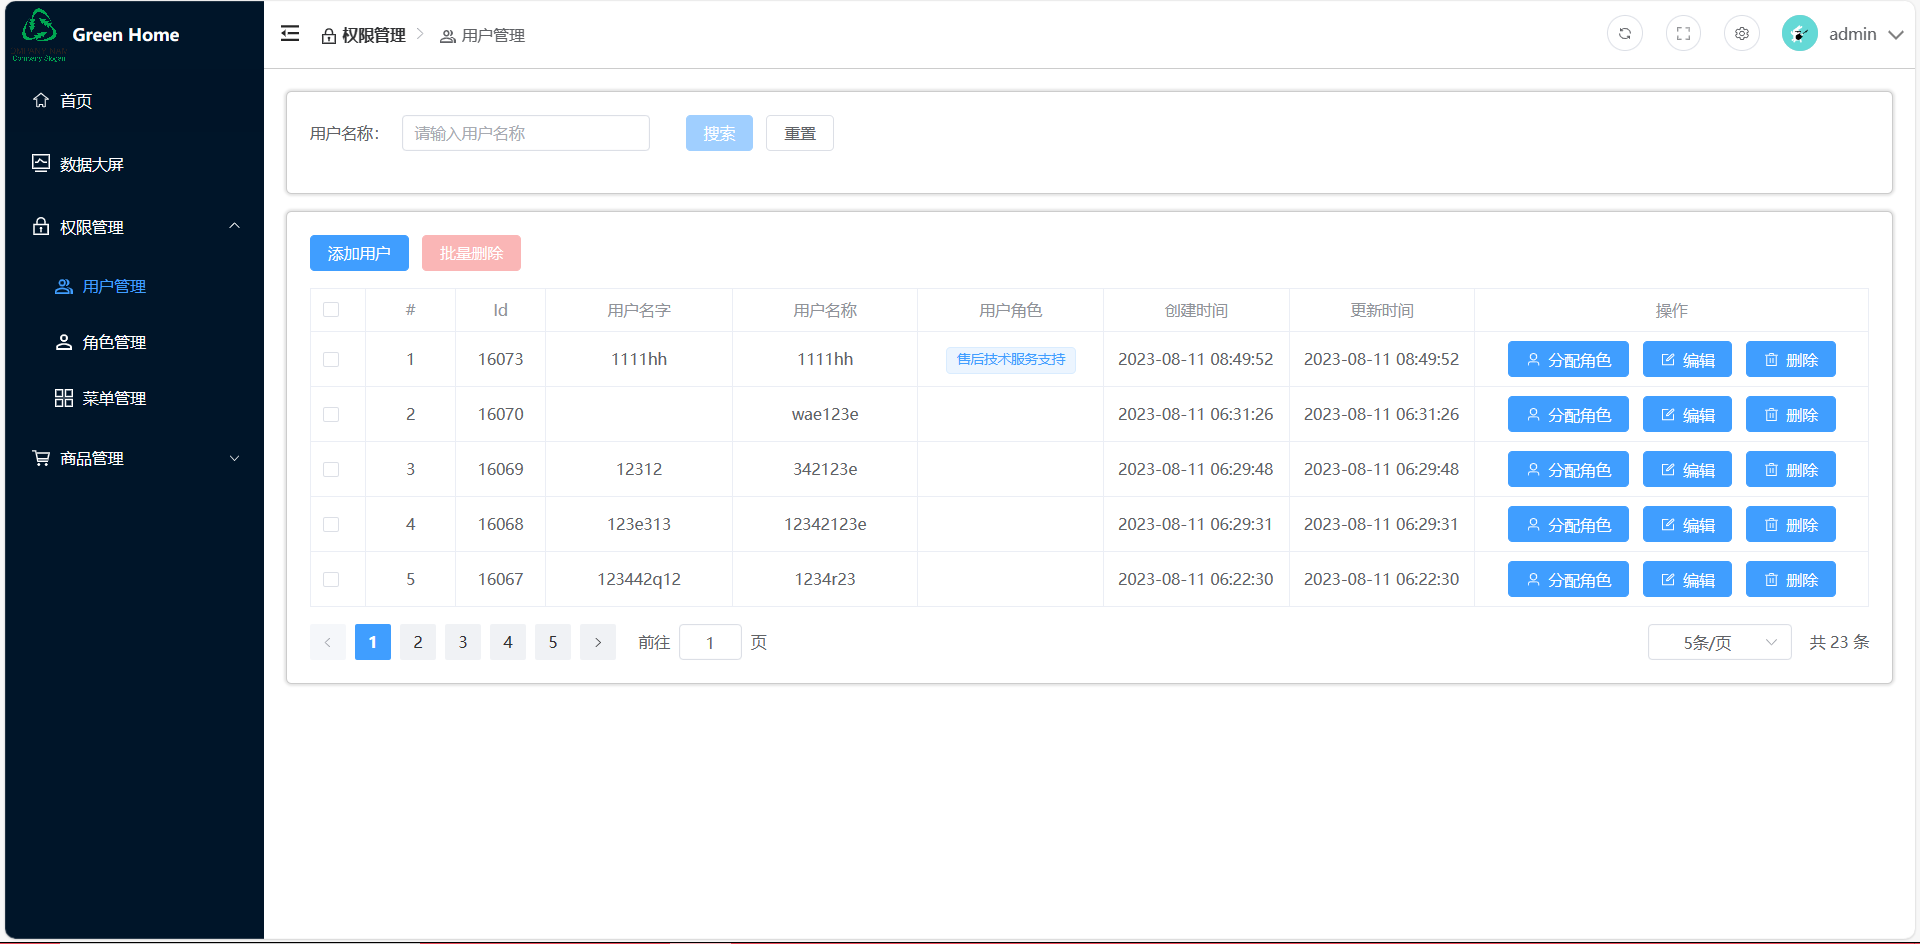 Green Home
Company Slogan
首页
数据大屏
权限管理
用户管理
角色管理
菜单管理
商品管理
权限管理 用户管理
admin
用户名称： 请输入用户名称 搜索 重置
添加用户 批量删除
# Id 用户名字 用户名称 用户角色 创建时间 更新时间 操作
1 16073 1111hh 1111hh 售后技术服务支持 2023-08-11 08:49:52 2023-08-11 08:49:52 分配角色 编辑 删除
2 16070 wae123e 2023-08-11 06:31:26 2023-08-11 06:31:26 分配角色 编辑 删除
3 16069 12312 342123e 2023-08-11 06:29:48 2023-08-11 06:29:48 分配角色 编辑 删除
4 16068 123e313 12342123e 2023-08-11 06:29:31 2023-08-11 06:29:31 分配角色 编辑 删除
5 16067 123442q12 1234r23 2023-08-11 06:22:30 2023-08-11 06:22:30 分配角色 编辑 删除
1 2 3 4 5 前往 1 页 5条/页 共 23 条